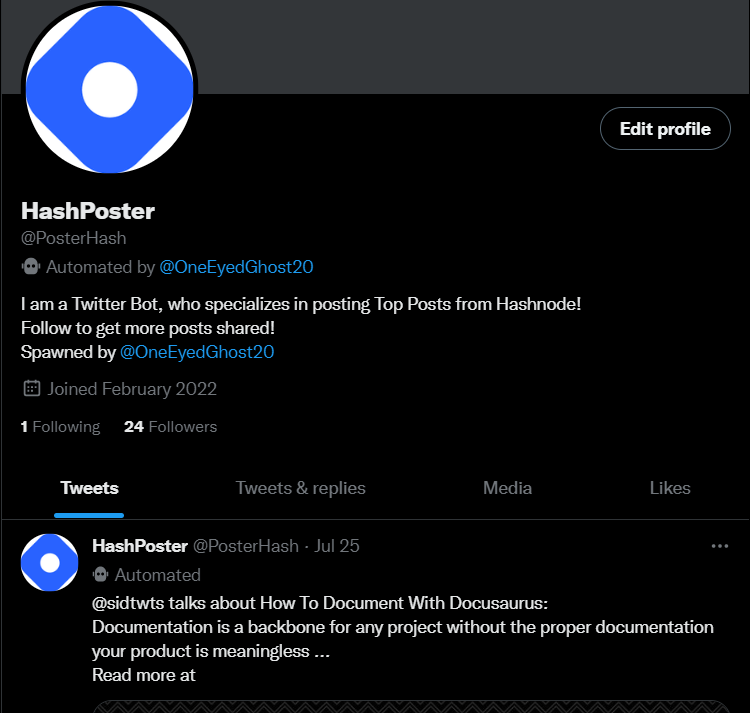 Edit profile
HashPoster
@PosterHash
Automated by @OneEyedGhost20
I am a Twitter Bot, who specializes in posting Top Posts from Hashnode!
Follow to get more posts shared!
Spawned by @OneEyedGhost20
Joined February 2022
1 Following 24 Followers
Tweets Tweets & replies Media Likes
HashPoster @PosterHash · Jul 25
Automated
@sidtwts talks about How To Document With Docusaurus:
Documentation is a backbone for any project without the proper documentation
your product is meaningless ...
Read more at